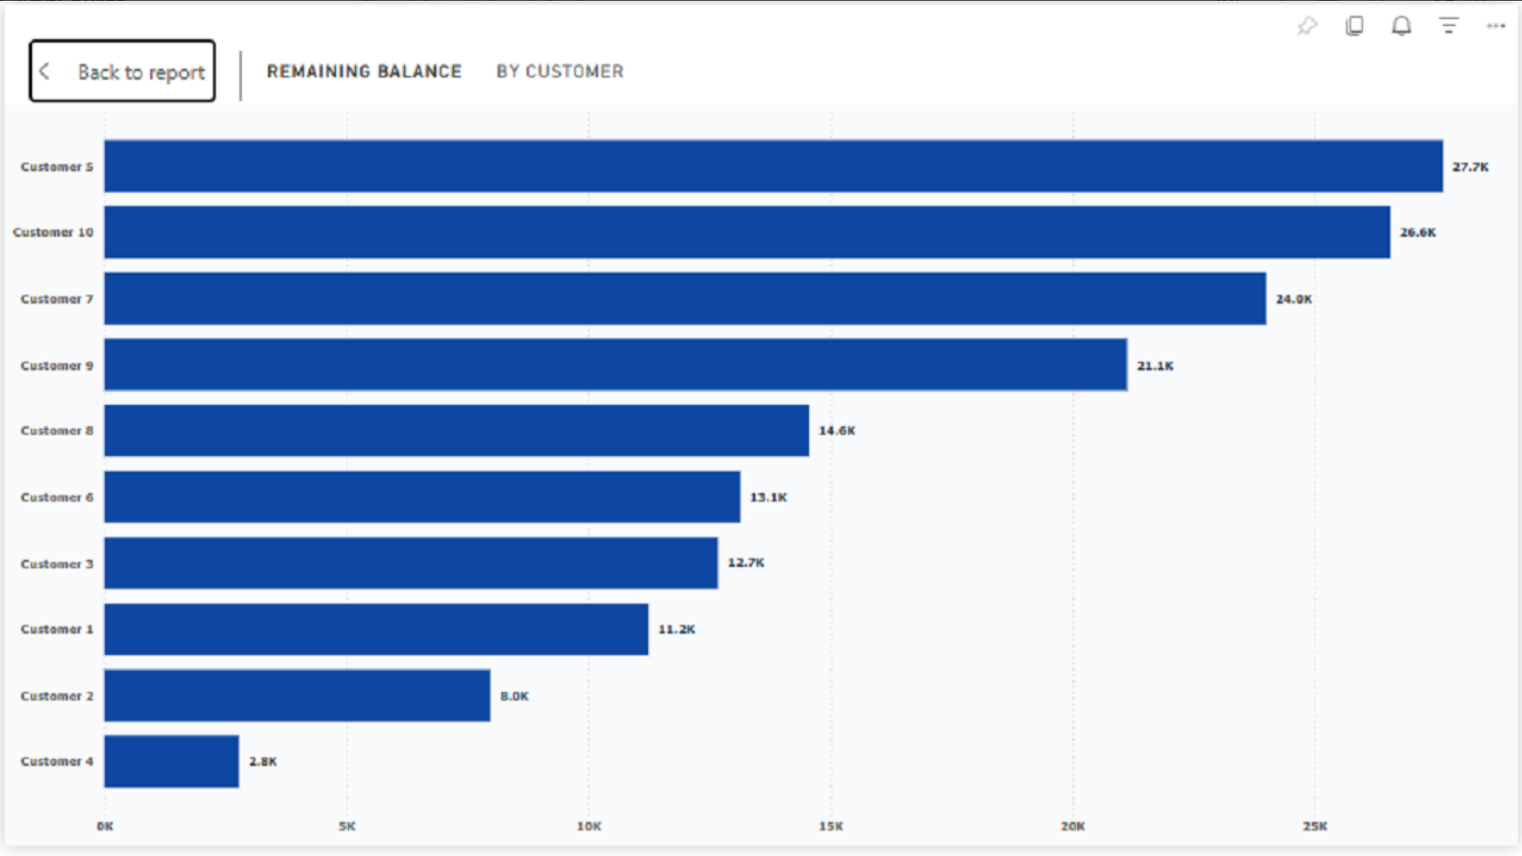 Back to report
REMAINING BALANCE BY CUSTOMER
Customer 5 27.7K
Customer 10 26.6K
Customer 7 24.0K
Customer 9 21.1K
Customer 8 14.6K
Customer 6 13.1K
Customer 3 12.7K
Customer 1 11.2K
Customer 2 8.0K
Customer 4 2.8K
0K 5K 10K 15K 20K 25K